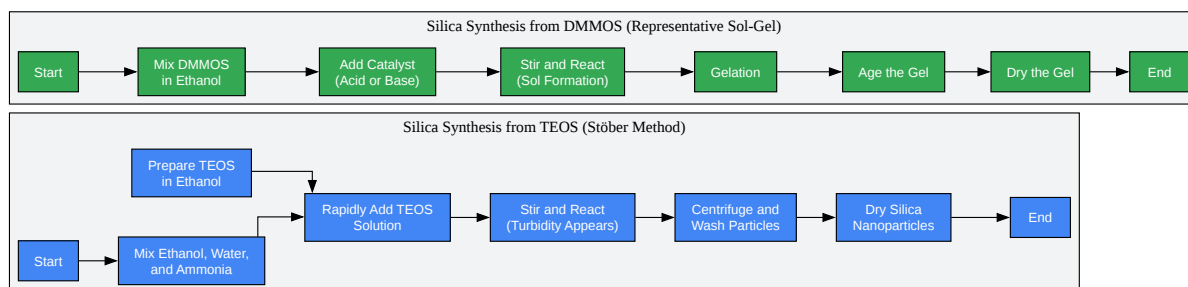 Silica Synthesis from DMMOS (Representative Sol-Gel)
Start
Mix DMMOS
in Ethanol
Add Catalyst
(Acid or Base)
Stir and React
(Sol Formation)
Gelation
Age the Gel
Dry the Gel
End
Silica Synthesis from TEOS (Stöber Method)
Prepare TEOS
in Ethanol
Start
Mix Ethanol, Water,
and Ammonia
Rapidly Add TEOS
Solution
Stir and React
(Turbidity Appears)
Centrifuge and
Wash Particles
Dry Silica
Nanoparticles
End